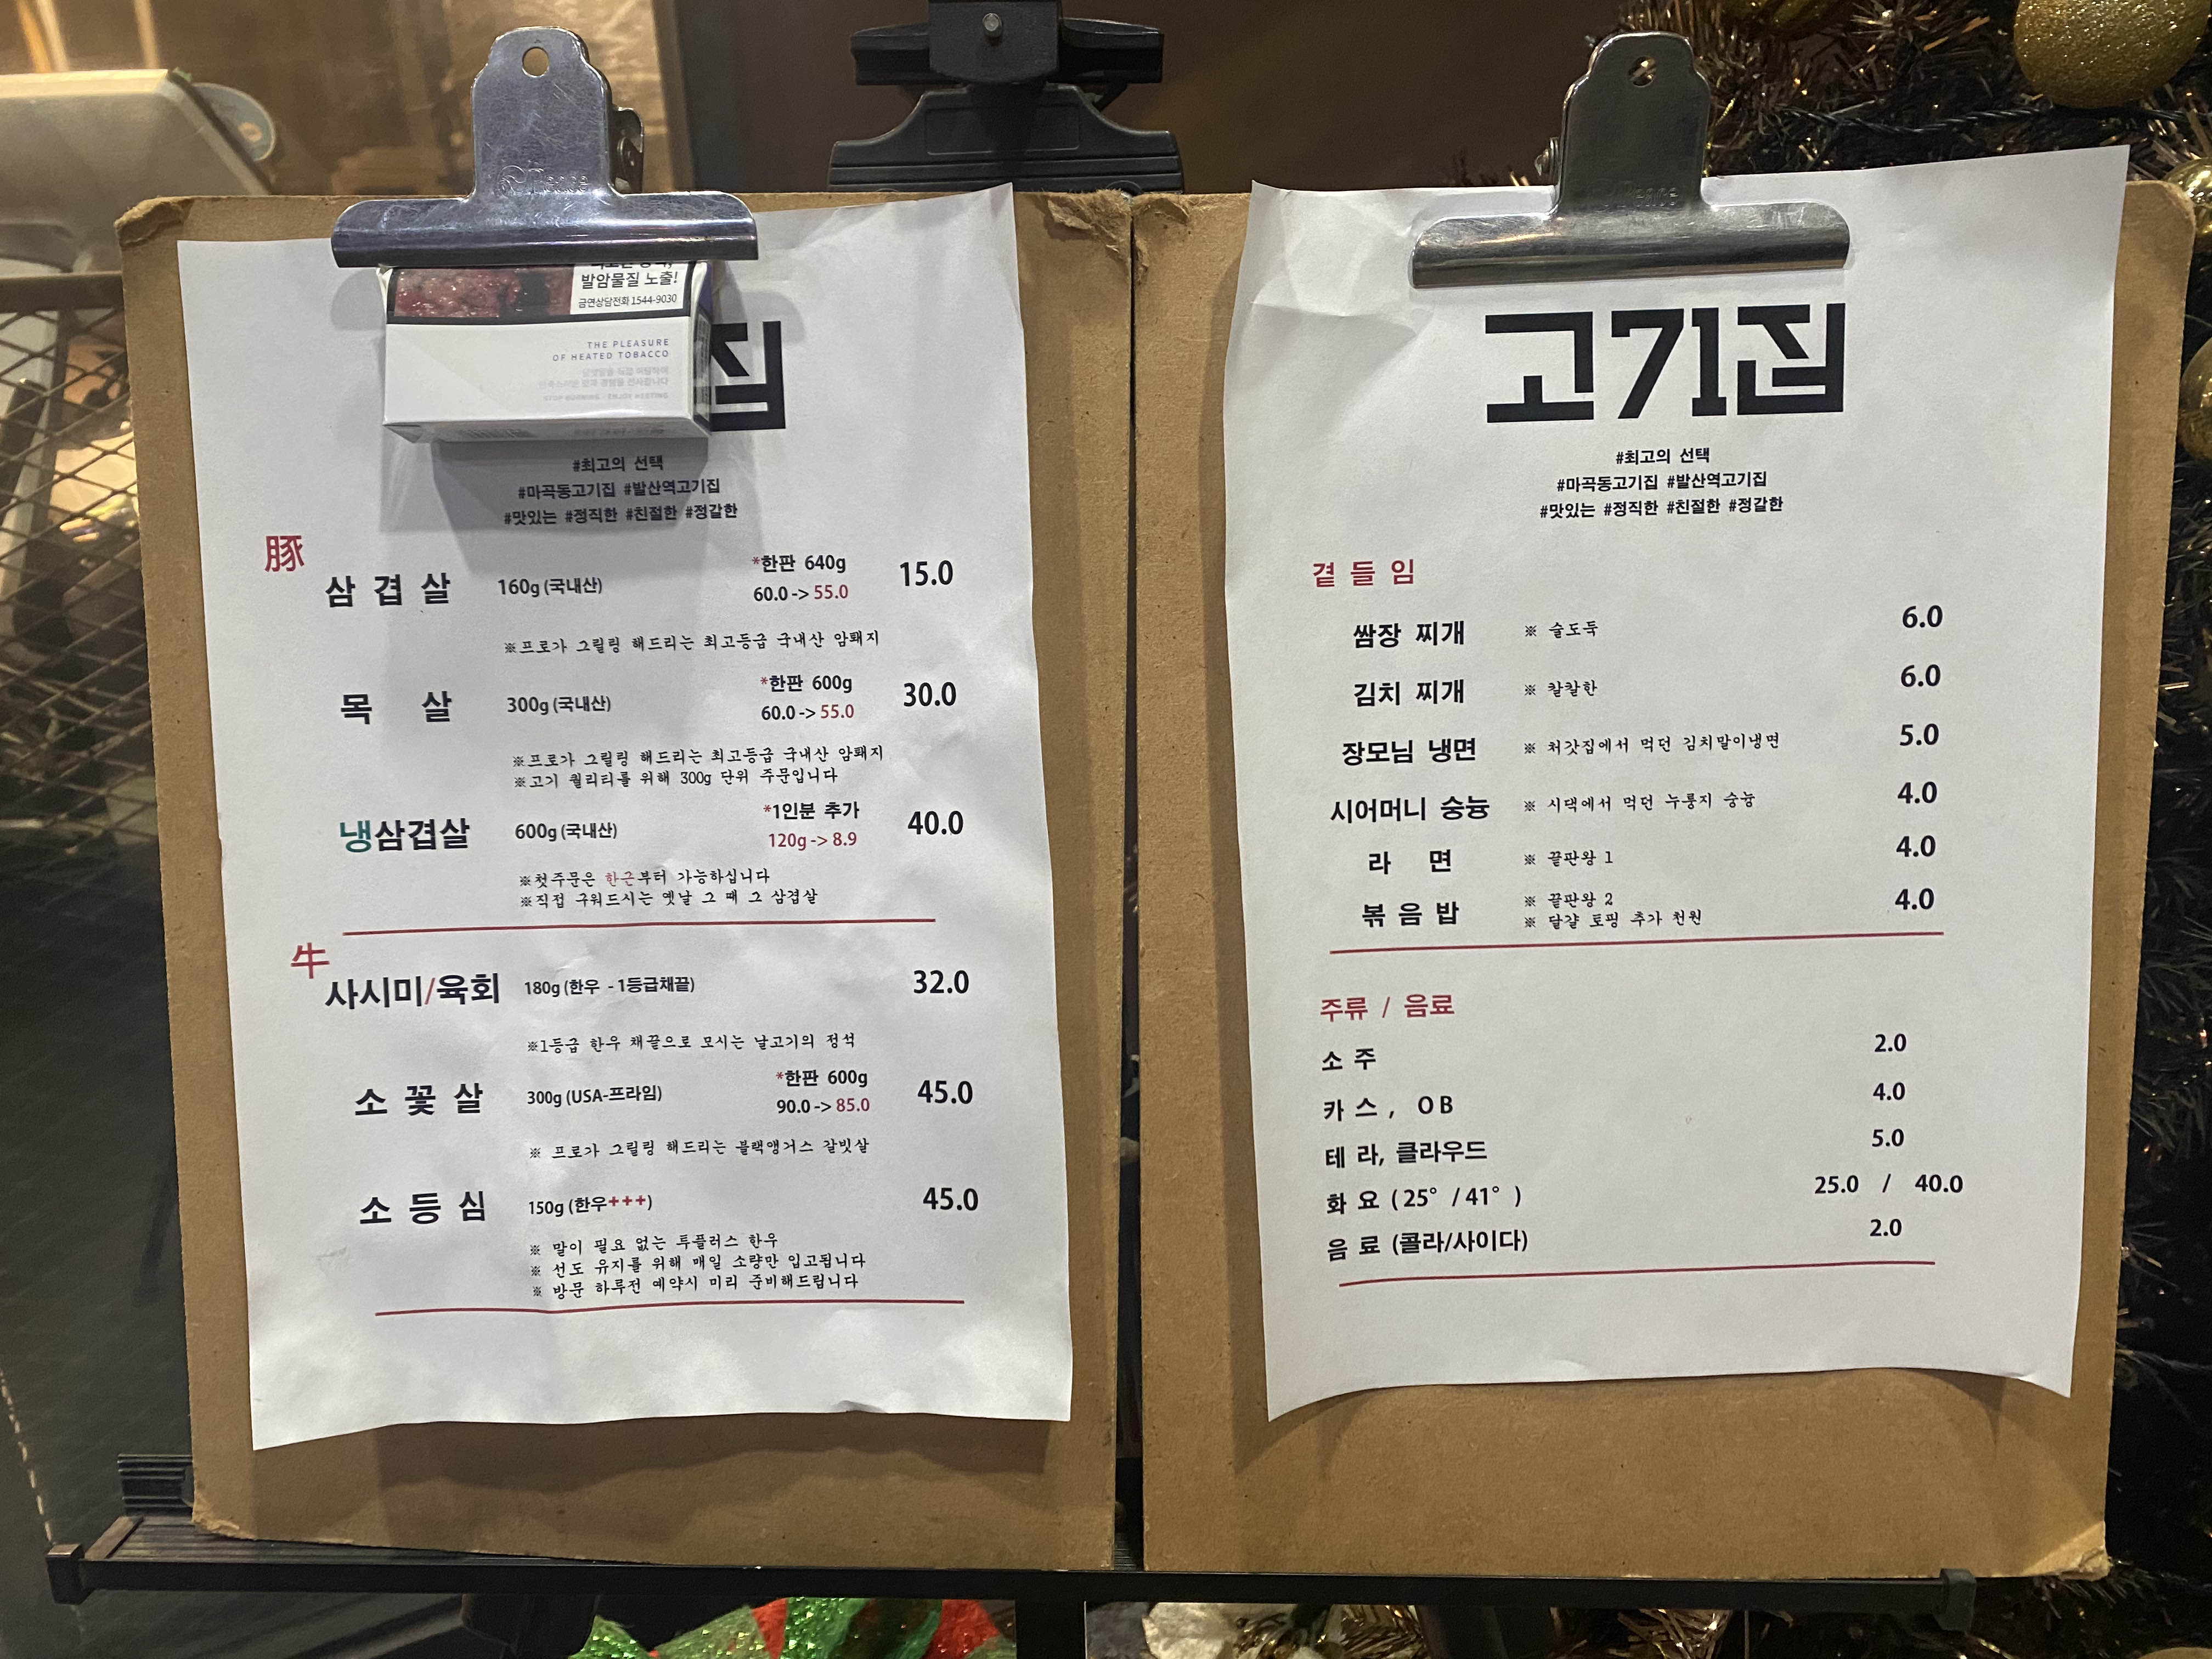 발암물질 노출!
금연상담전화 1544-9030
THE PLEASURE
OF HEATED TOBACCO
집
#최고의 선택
#마곡동고기집 #발산역고기집
#맛있는 #정직한 #친절한 #정갈한
豚
삼겹살 160g (국내산) *한판 640g 60.0 -> 55.0 15.0
※프로가 그릴링 해드리는 최고등급 국내산 암퇘지
목살 300g (국내산) *한판 600g 60.0 -> 55.0 30.0
※프로가 그릴링 해드리는 최고등급 국내산 암퇘지
※고기 퀄리티를 위해 300g 단위 주문입니다
냉삼겹살 600g (국내산) *1인분 추가 120g -> 8.9 40.0
※첫주문은 한근부터 가능하십니다
※직접 구워드시는 옛날 그 때 그 삼겹살
牛
사시미/육회 180g (한우 - 1등급채끝) 32.0
※1등급 한우 채끝으로 모시는 날고기의 정석
소꽃살 300g (USA-프라임) *한판 600g 90.0 -> 85.0 45.0
※ 프로가 그릴링 해드리는 블랙앵거스 갈빗살
소등심 150g (한우+++) 45.0
※ 말이 필요 없는 투플러스 한우
※ 선도 유지를 위해 매일 소량만 입고됩니다
※ 방문 하루전 예약시 미리 준비해드립니다
고기집
#최고의 선택
#마곡동고기집 #발산역고기집
#맛있는 #정직한 #친절한 #정갈한
곁들임
쌈장 찌개 ※ 술도둑 6.0
김치 찌개 ※ 칼칼한 6.0
장모님 냉면 ※ 처갓집에서 먹던 김치말이냉면 5.0
시어머니 숭늉 ※ 시댁에서 먹던 누룽지 숭늉 4.0
라면 ※ 끝판왕 1 4.0
볶음밥 ※ 끝판왕 2 4.0
※ 달걀 토핑 추가 천원
주류 / 음료
소주 2.0
카스, OB 4.0
테라, 클라우드 5.0
화요 (25° / 41° ) 25.0 / 40.0
음료 (콜라/사이다) 2.0